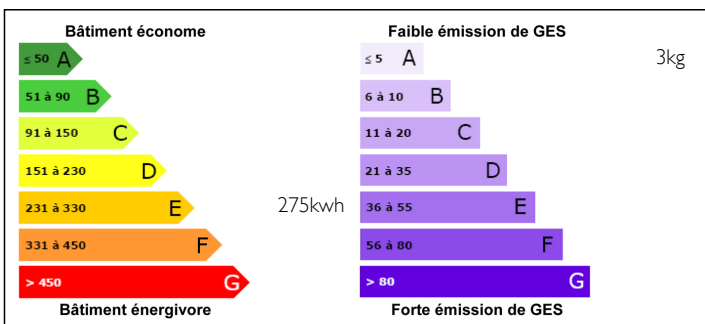 Bâtiment économe
≤ 50 A
51 à 90 B
91 à 150 C
151 à 230 D
231 à 330 E
275kwh
331 à 450 F
> 450 G
Bâtiment énergivore
Faible émission de GES
≤ 5 A
3kg
6 à 10 B
11 à 20 C
21 à 35 D
36 à 55 E
56 à 80 F
> 80 G
Forte émission de GES